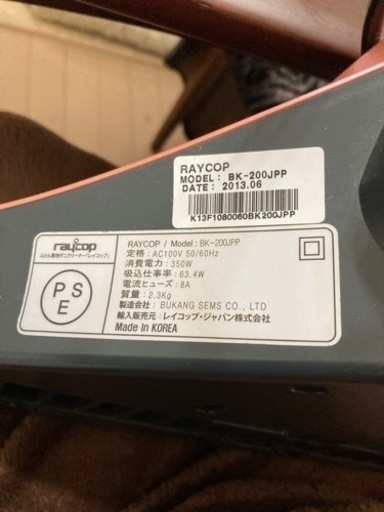 RAYCOP
MODEL: BK-200JPP
DATE: 2013.06
K13F1080060BK200JPP
raycop
ふとん専用ダニクリーナー「レイコップ」
RAYCOP / Model: BK-200JPP
定格: AC100V 50/60Hz
消費電力: 350W
吸込仕事率: 63.4W
電流ヒューズ: 8A
質量: 2.3Kg
製造会社: BUKANG SEMS CO., LTD
輸入販売元: レイコップ・ジャパン株式会社
Made In KOREA
P S
E